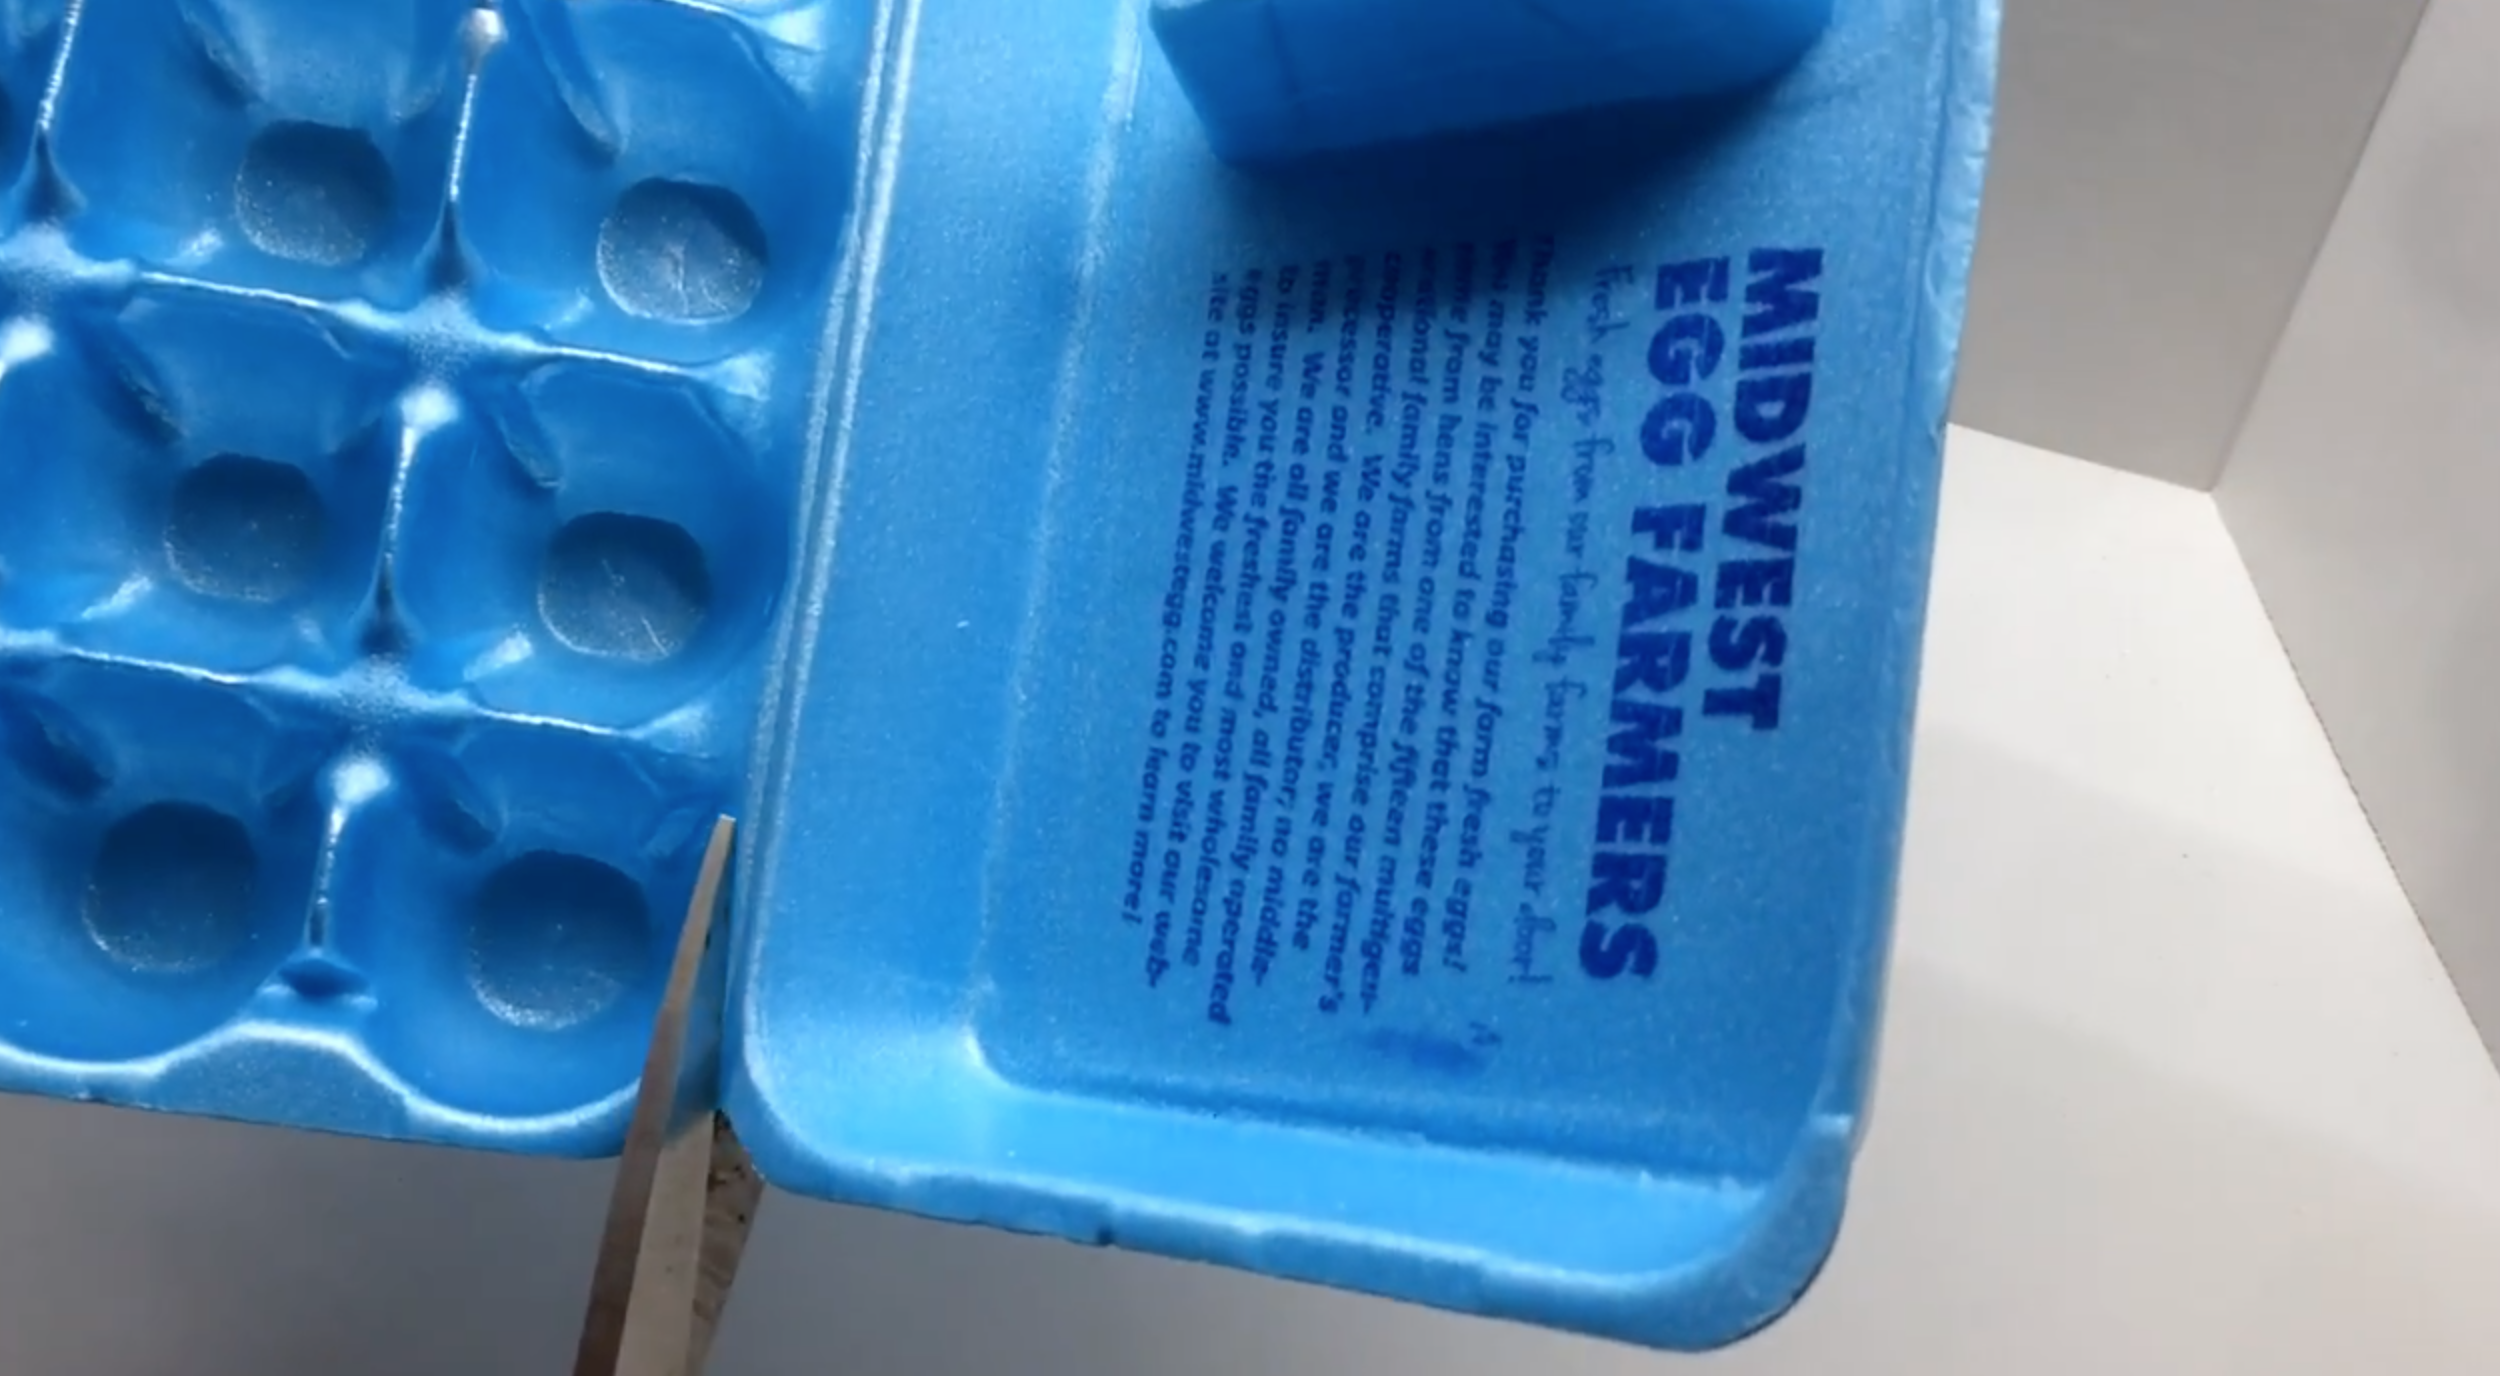 MIDWEST
EGG FARMERS
Fresh eggs from our family farms to your door!
Thank you for purchasing our farm fresh eggs!
You may be interested to know that these eggs
come from hens from one of the fifteen multigen-
erational family farms that comprise our farmer's
cooperative. We are the producer, we are the
processor and we are the distributor; no middle-
man. We are all family owned, all family operated
to insure you the freshest and most wholesome
eggs possible. We welcome you to visit our web-
site at www.midwestegg.com to learn more!